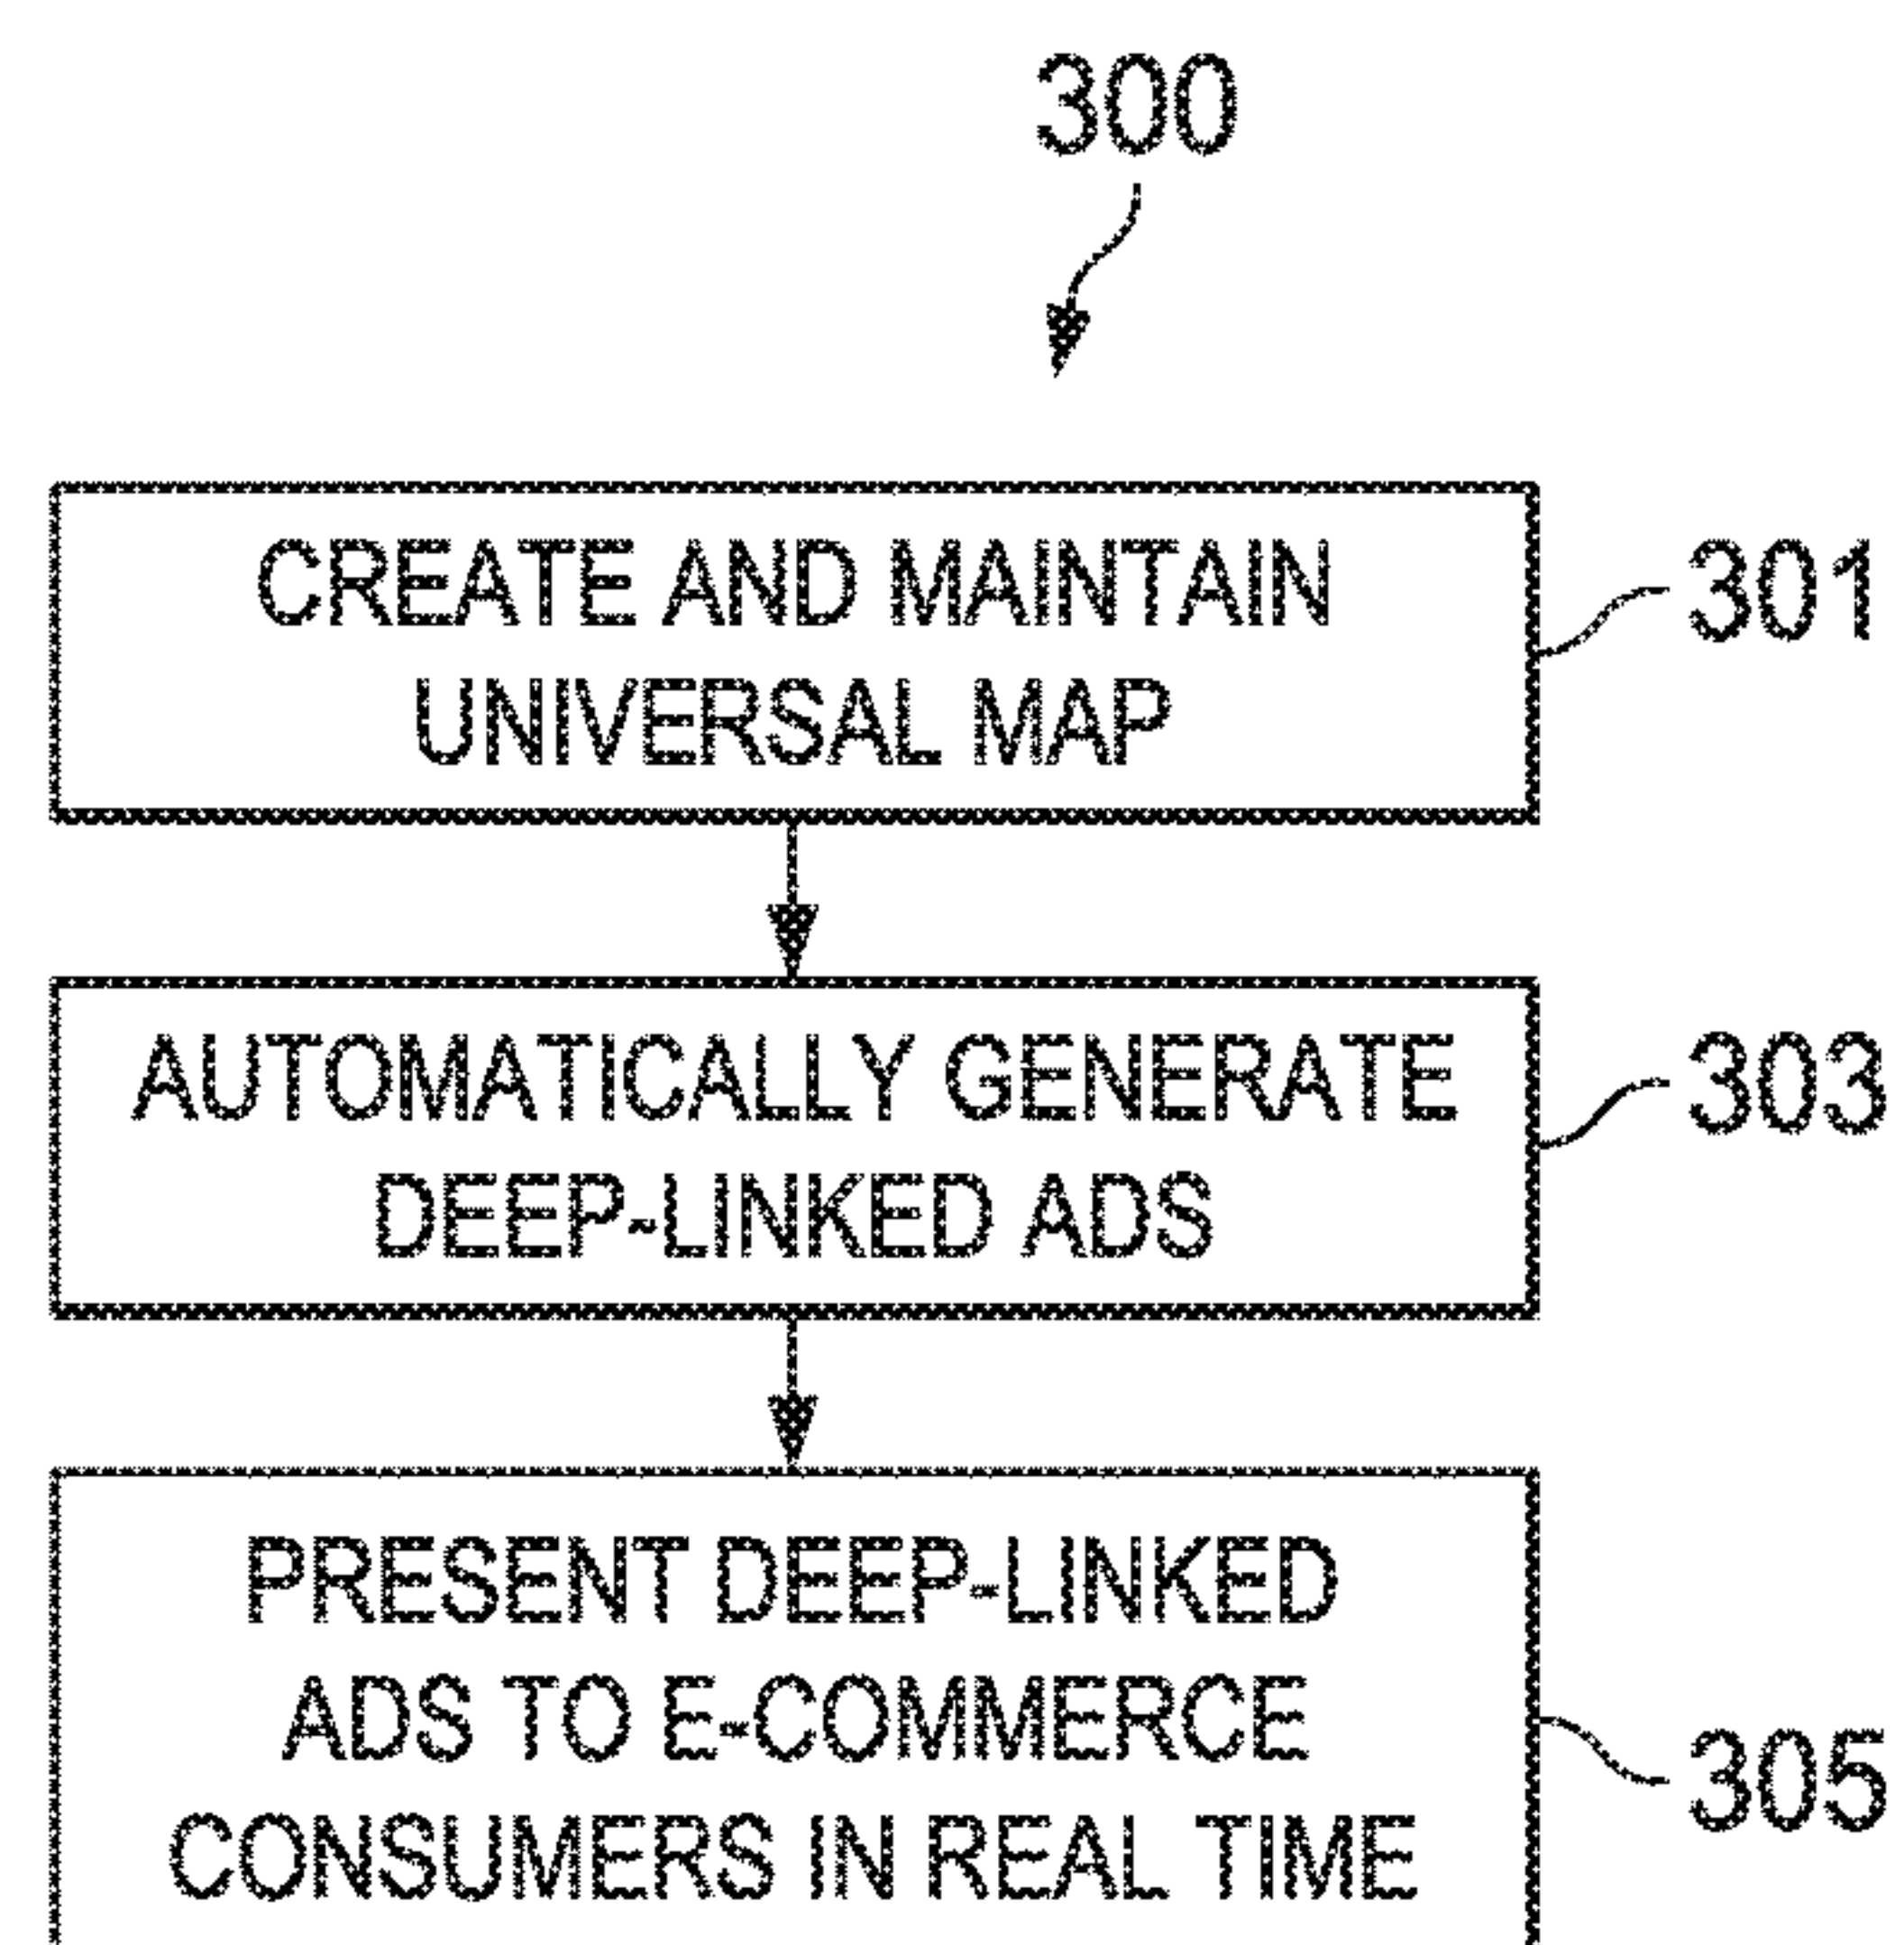 300
CREATE AND MAINTAIN
UNIVERSAL MAP
301
AUTOMATICALLY GENERATE
DEEP-LINKED ADS
303
PRESENT DEEP-LINKED
ADS TO E-COMMERCE
CONSUMERS IN REAL TIME
305